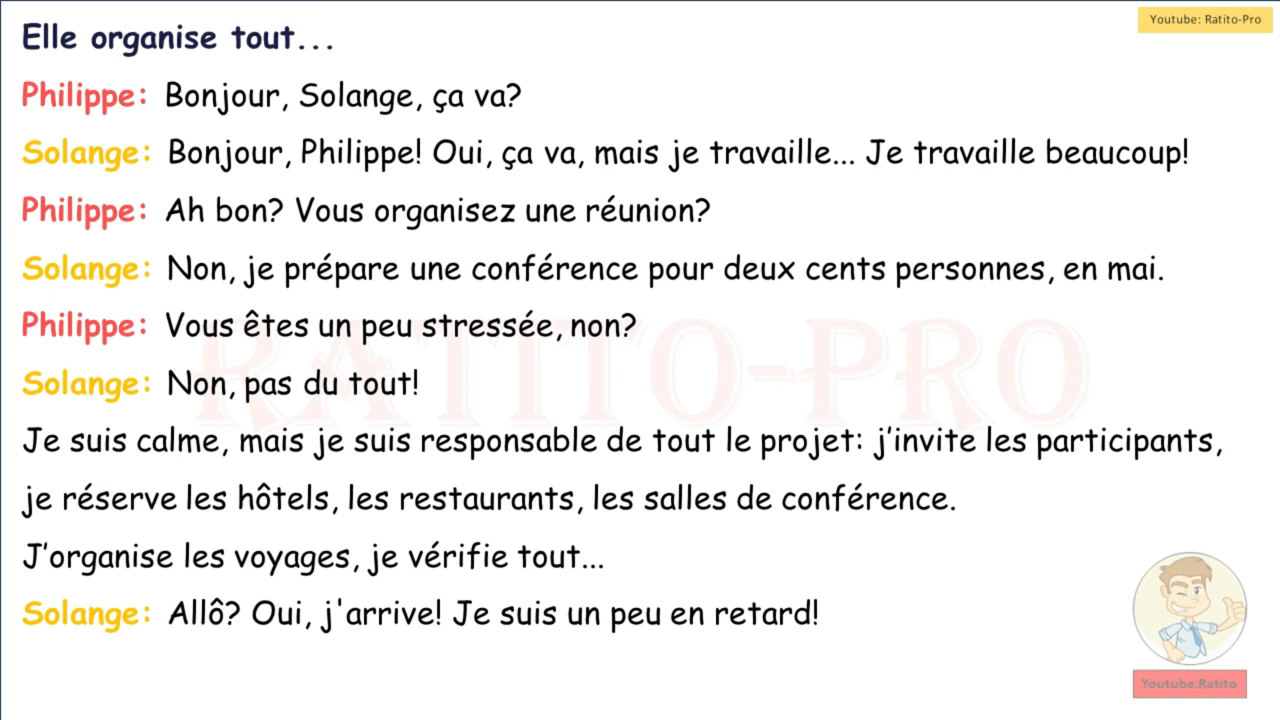 Elle organise tout...
Youtube: Ratito-Pro
Philippe: Bonjour, Solange, ça va?
Solange: Bonjour, Philippe! Oui, ça va, mais je travaille... Je travaille beaucoup!
Philippe: Ah bon? Vous organisez une réunion?
Solange: Non, je prépare une conférence pour deux cents personnes, en mai.
Philippe: Vous êtes un peu stressée, non?
RATITO-PRO
Solange: Non, pas du tout!
Je suis calme, mais je suis responsable de tout le projet: j’invite les participants,
je réserve les hôtels, les restaurants, les salles de conférence.
J’organise les voyages, je vérifie tout...
Solange: Allô? Oui, j'arrive! Je suis un peu en retard!
Youtube:Ratito